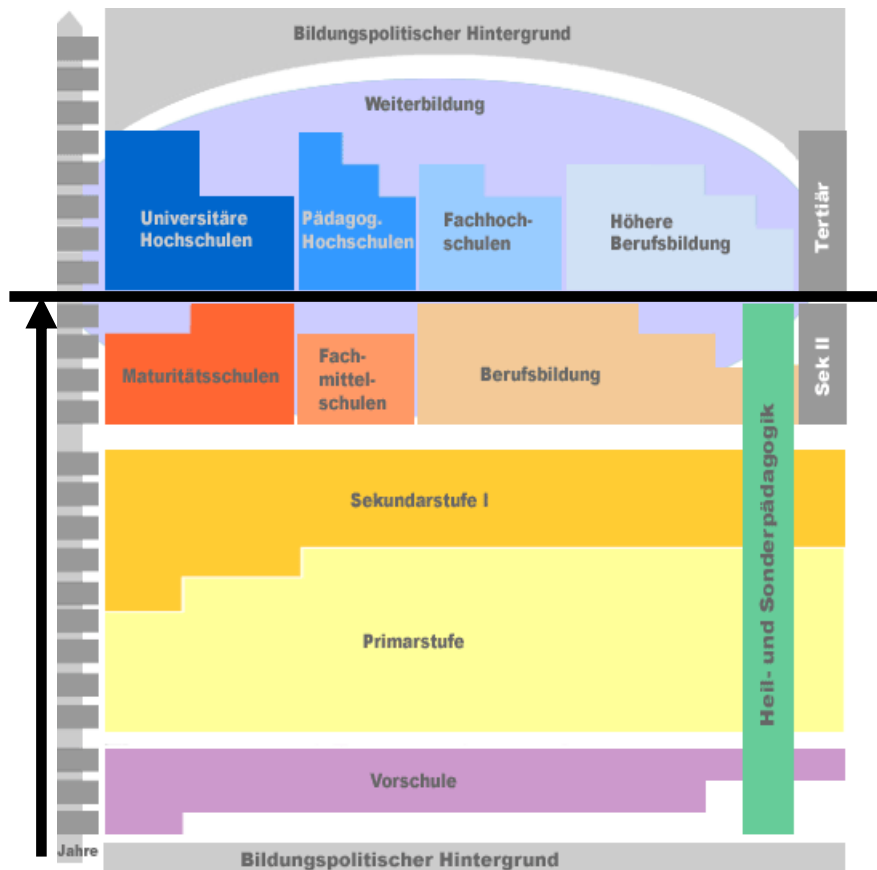 Bildungspolitischer Hintergrund
Weiterbildung
Universitäre
Hochschulen
Pädagog.
Hochschulen
Fachhoch-
schulen
Höhere
Berufsbildung
Tertiär
Maturitätsschulen
Fach-
mittel-
schulen
Berufsbildung
Sek II
Sekundarstufe I
Primarstufe
Heil- und Sonderpädagogik
Vorschule
Jahre
Bildungspolitischer Hintergrund